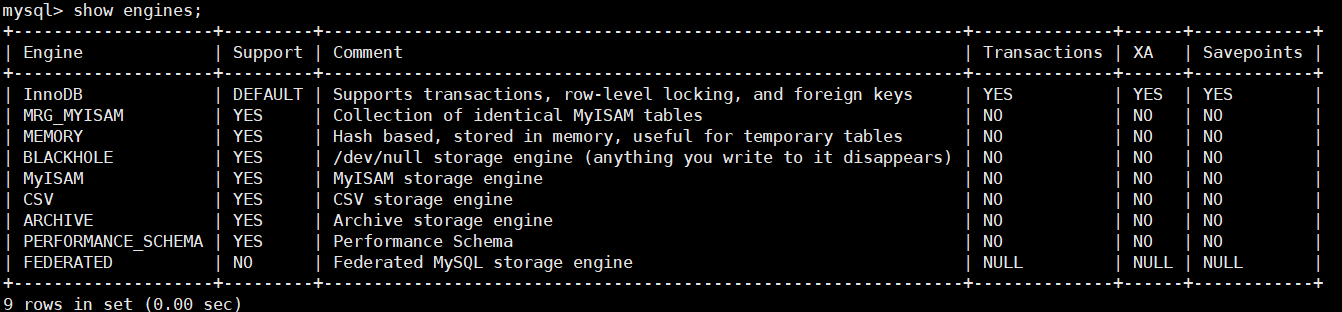 mysql> show engines;
+--------------------+---------+----------------------------------------------------------------+--------------+------+------------+
| Engine             | Support | Comment                                                        | Transactions | XA   | Savepoints |
+--------------------+---------+----------------------------------------------------------------+--------------+------+------------+
| InnoDB             | DEFAULT | Supports transactions, row-level locking, and foreign keys     | YES          | YES  | YES        |
| MRG_MYISAM         | YES     | Collection of identical MyISAM tables                          | NO           | NO   | NO         |
| MEMORY             | YES     | Hash based, stored in memory, useful for temporary tables      | NO           | NO   | NO         |
| BLACKHOLE          | YES     | /dev/null storage engine (anything you write to it disappears) | NO           | NO   | NO         |
| MyISAM             | YES     | MyISAM storage engine                                          | NO           | NO   | NO         |
| CSV                | YES     | CSV storage engine                                             | NO           | NO   | NO         |
| ARCHIVE            | YES     | Archive storage engine                                         | NO           | NO   | NO         |
| PERFORMANCE_SCHEMA | YES     | Performance Schema                                             | NO           | NO   | NO         |
| FEDERATED          | NO      | Federated MySQL storage engine                                 | NULL         | NULL | NULL       |
+--------------------+---------+----------------------------------------------------------------+--------------+------+------------+
9 rows in set (0.00 sec)